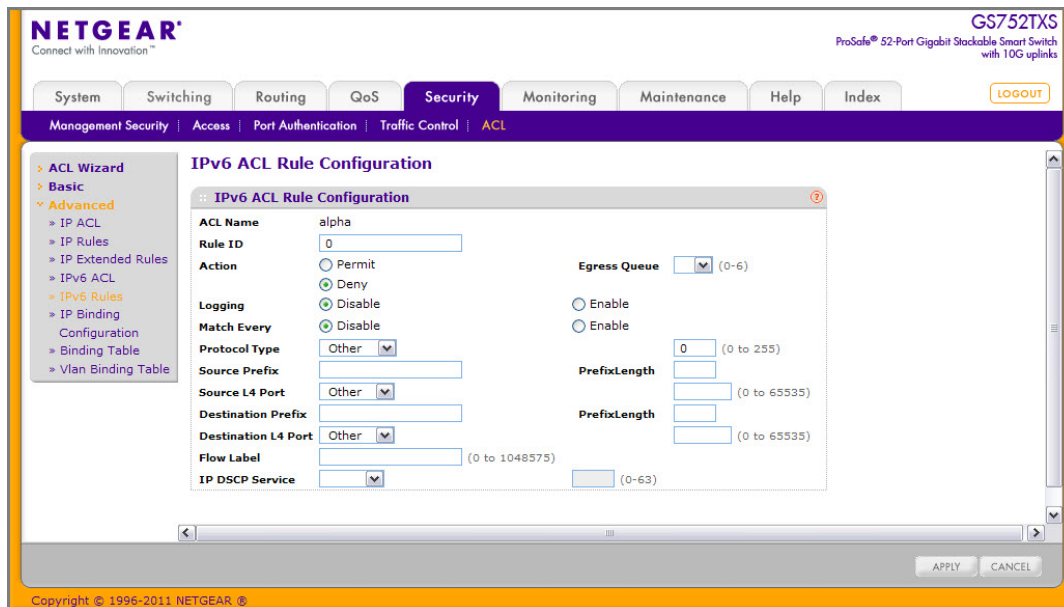 NETGEAR®
Connect with Innovation™
GS752TXS
ProSafe® 52-Port Gigabit Stackable Smart Switch
with 10G uplinks
System Switching Routing QoS Security Monitoring Maintenance Help Index LOGOUT
Management Security | Access | Port Authentication | Traffic Control | ACL
ACL Wizard
Basic
Advanced
» IP ACL
» IP Rules
» IP Extended Rules
» IPv6 ACL
» IPv6 Rules
» IP Binding
Configuration
» Binding Table
» Vlan Binding Table
IPv6 ACL Rule Configuration
IPv6 ACL Rule Configuration ?
ACL Name alpha
Rule ID 0
Action Permit Egress Queue (0-6)
Deny
Logging Disable Enable
Match Every Disable Enable
Protocol Type Other 0 (0 to 255)
Source Prefix PrefixLength
Source L4 Port Other (0 to 65535)
Destination Prefix PrefixLength
Destination L4 Port Other (0 to 65535)
Flow Label (0 to 1048575)
IP DSCP Service (0-63)
APPLY CANCEL
Copyright © 1996-2011 NETGEAR ®